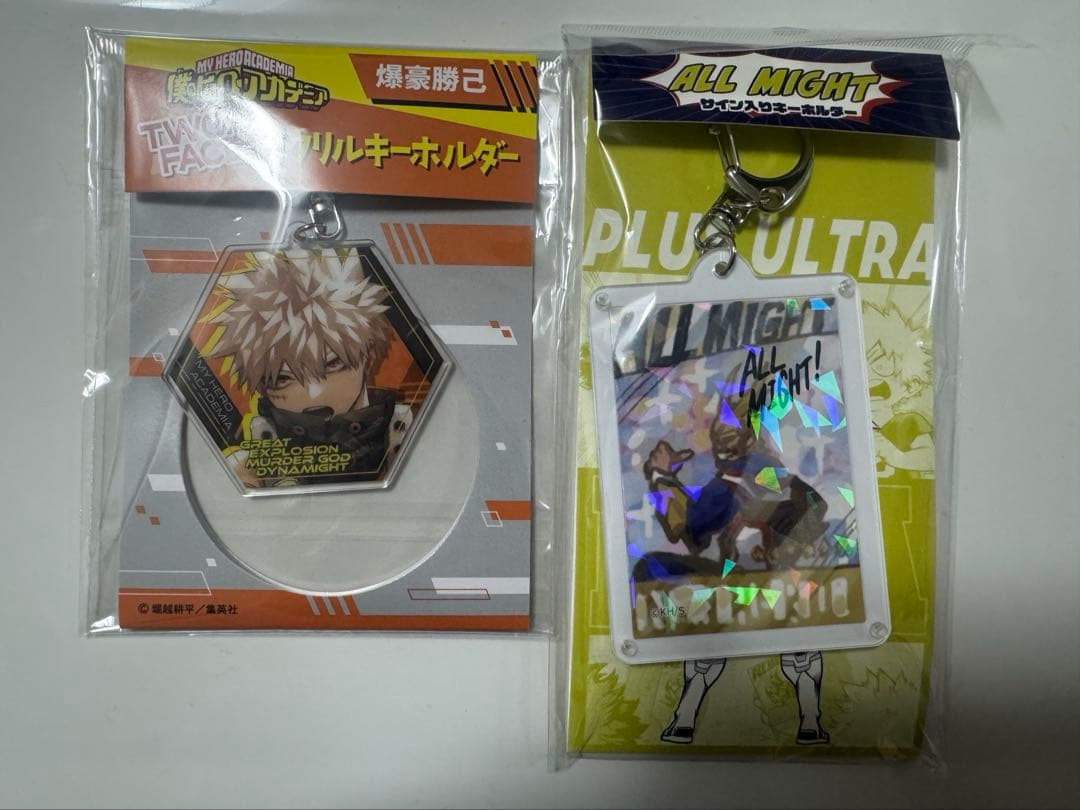 MY HERO ACADEMIA
僕のヒーローアカデミア
爆豪勝己
TWO
FACE
リルキーホルダー
MY HERO
ACADEMIA
GREAT
EXPLOSION
MURDER GOD
DYNAMIGHT
© 堀越耕平/集英社
ALL MIGHT
サイン入りキーホルダー
PLUS ULTRA
ALL MIGHT
ALL
MIGHT!
©KH/S